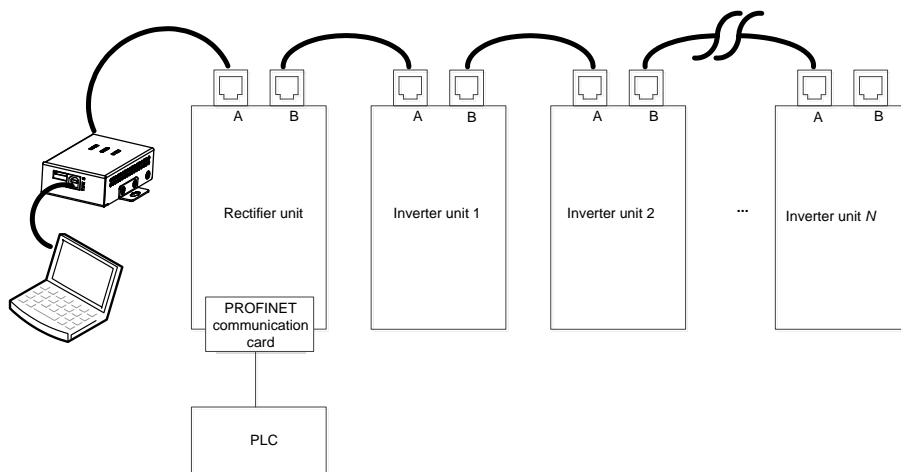 A
B
A
B
A
B
A
B
Rectifier unit
Inverter unit 1
Inverter unit 2
...
Inverter unit N
PROFINET
communication
card
PLC